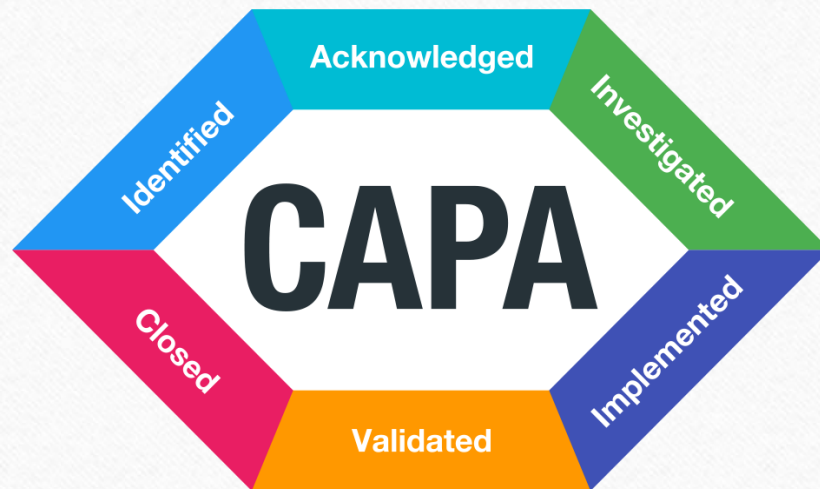 Acknowledged
Identified
Investigated
CAPA
Closed
Implemented
Validated